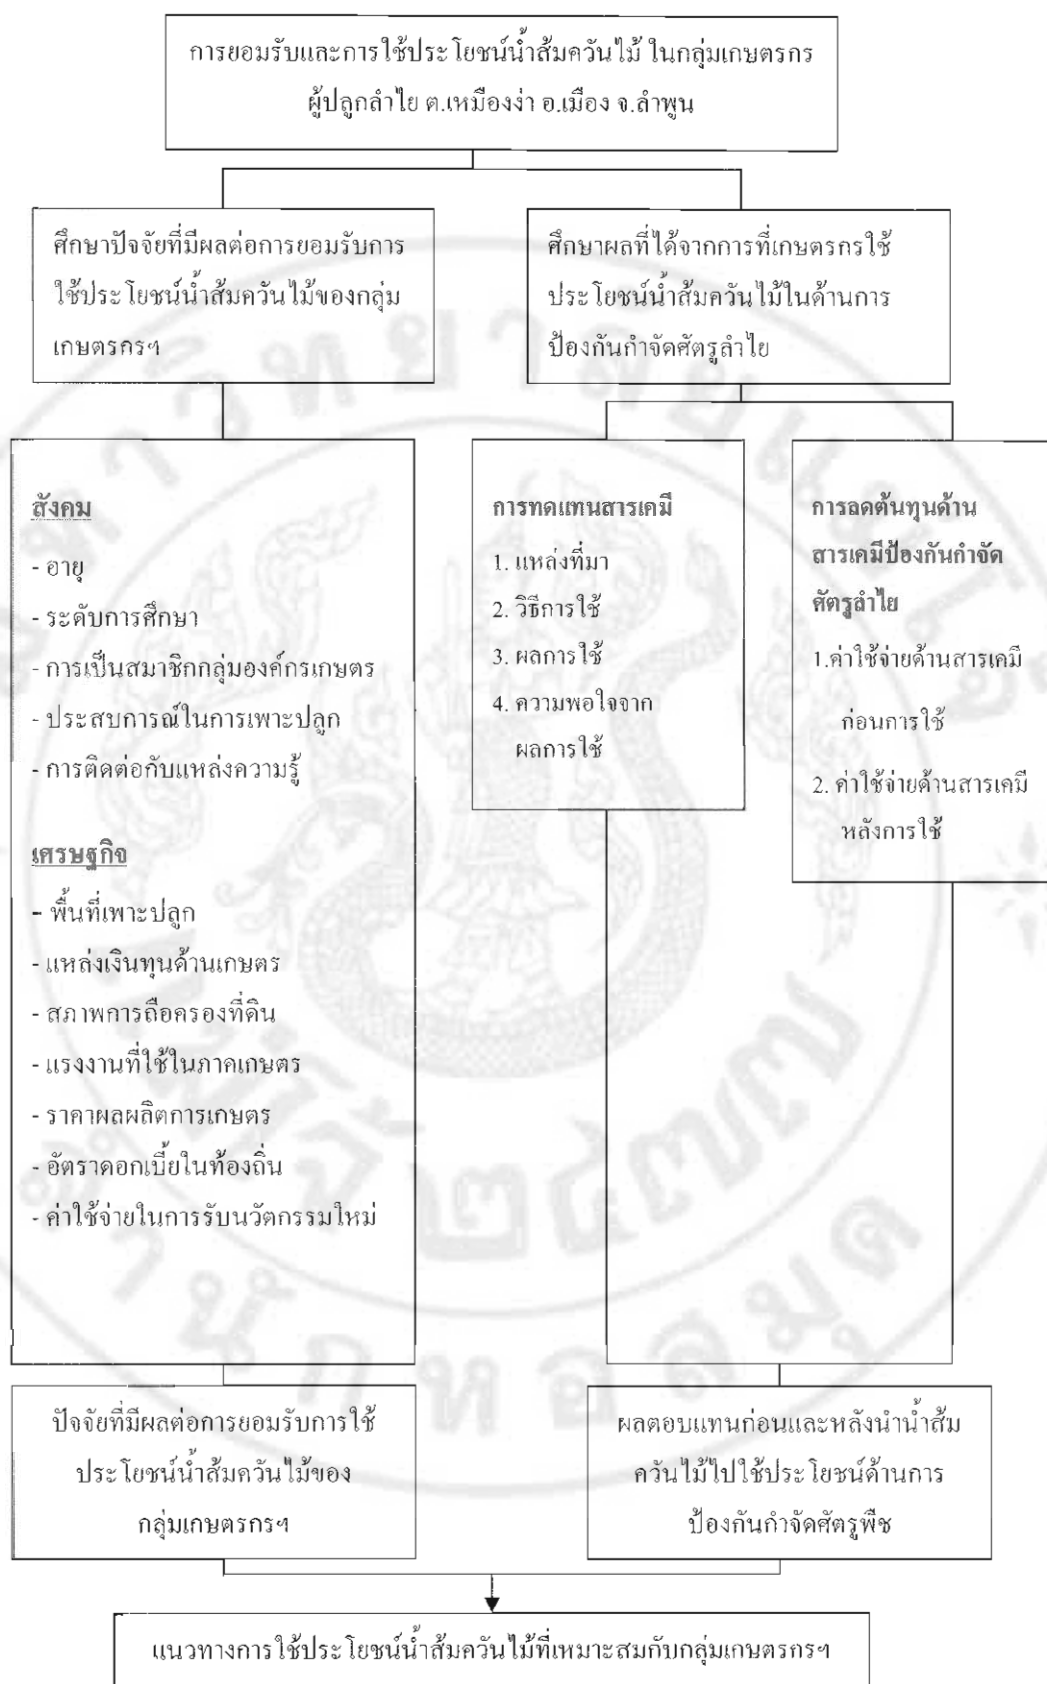 การยอมรับและการใช้ประโยชน์น้ำส้มควันไม้ ในกลุ่มเกษตรกร
ผู้ปลูกลำไย ต.เหมืองง่า อ.เมือง จ.ลำพูน
ศึกษาปัจจัยที่มีผลต่อการยอมรับการ
ใช้ประโยชน์น้ำส้มควันไม้ของกลุ่ม
เกษตรกรฯ
ศึกษาผลที่ได้จากการที่เกษตรกรใช้
ประโยชน์น้ำส้มควันไม้ในด้านการ
ป้องกันกำจัดศัตรูลำไย
สังคม
- อายุ
- ระดับการศึกษา
- การเป็นสมาชิกกลุ่มองค์กรเกษตร
- ประสบการณ์ในการเพาะปลูก
- การติดต่อกับแหล่งความรู้
เศรษฐกิจ
- พื้นที่เพาะปลูก
- แหล่งเงินทุนด้านเกษตร
- สภาพการถือครองที่ดิน
- แรงงานที่ใช้ในภาคเกษตร
- ราคาผลผลิตการเกษตร
- อัตราดอกเบี้ยในท้องถิ่น
- ค่าใช้จ่ายในการรับนวัตกรรมใหม่
การทดแทนสารเคมี
1. แหล่งที่มา
2. วิธีการใช้
3. ผลการใช้
4. ความพอใจจาก
ผลการใช้
การลดต้นทุนด้าน
สารเคมีป้องกันกำจัด
ศัตรูลำไย
1.ค่าใช้จ่ายด้านสารเคมี
ก่อนการใช้
2. ค่าใช้จ่ายด้านสารเคมี
หลังการใช้
ปัจจัยที่มีผลต่อการยอมรับการใช้
ประโยชน์น้ำส้มควันไม้ของ
กลุ่มเกษตรกรฯ
ผลตอบแทนก่อนและหลังนำน้ำส้ม
ควันไม้ไปใช้ประโยชน์ด้านการ
ป้องกันกำจัดศัตรูพืช
แนวทางการใช้ประโยชน์น้ำส้มควันไม้ที่เหมาะสมกับกลุ่มเกษตรกรฯ